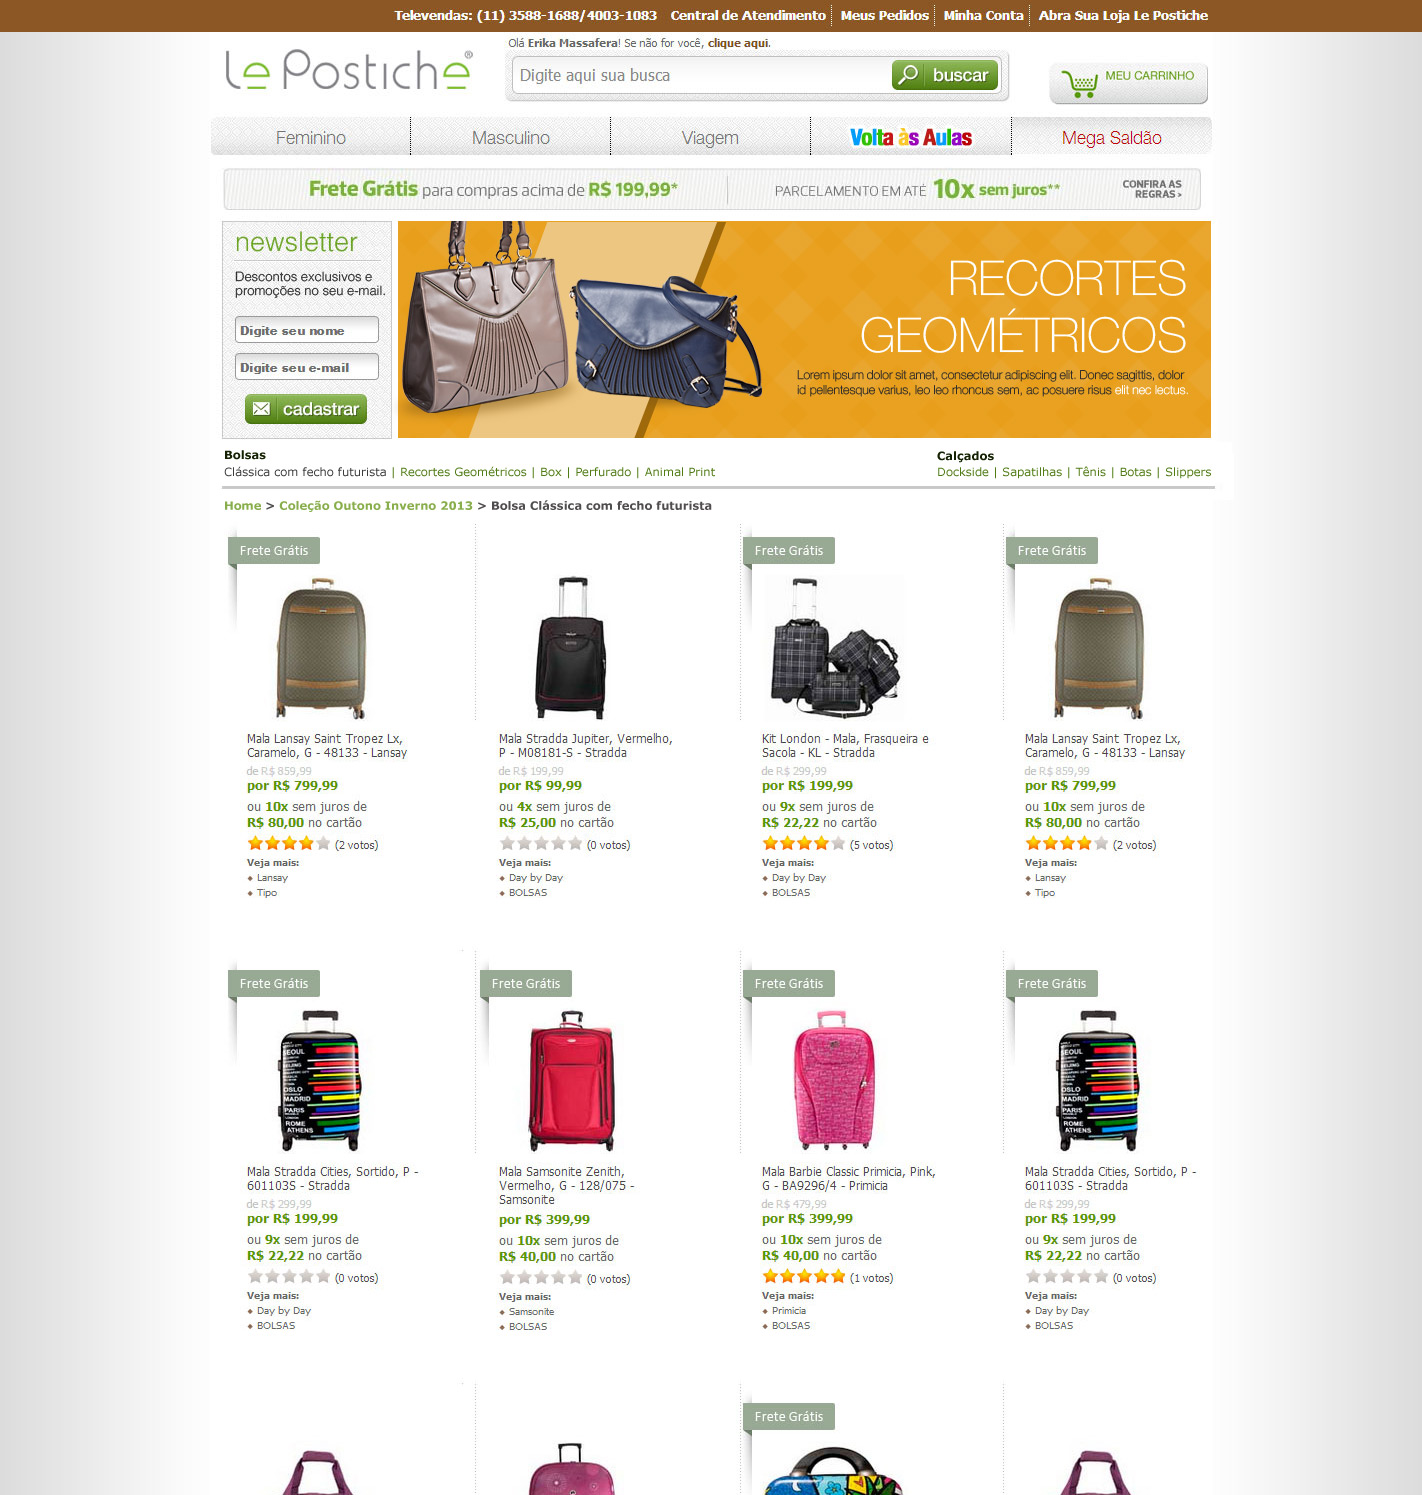 Televendas: (11) 3588-1688/4003-1083 Central de Atendimento Meus Pedidos Minha Conta Abra Sua Loja Le Postiche
Olá Erika Massafera! Se não for você, clique aqui.
Le Postiche®
Digite aqui sua busca
buscar
MEU CARRINHO
Feminino
Masculino
Viagem
Volta às Aulas
Mega Saldão
Frete Grátis para compras acima de R$ 199,99*
PARCELAMENTO EM ATÉ 10x sem juros**
CONFIRA AS
REGRAS >
newsletter
Descontos exclusivos e
promoções no seu e-mail.
Digite seu nome
Digite seu e-mail
cadastrar
RECORTES
GEOMÉTRICOS
Lorem ipsum dolor sit amet, consectetur adipiscing elit. Donec sagittis, dolor
id pellentesque varius, leo leo rhoncus sem, ac posuere risus elit nec lectus.
Bolsas
Clássica com fecho futurista | Recortes Geométricos | Box | Perfurado | Animal Print
Calçados
Dockside | Sapatilhas | Tênis | Botas | Slippers
Home > Coleção Outono Inverno 2013 > Bolsa Clássica com fecho futurista
Frete Grátis
Mala Lansay Saint Tropez Lx,
Caramelo, G - 48133 - Lansay
de R$ 859,99
por R$ 799,99
ou 10x sem juros de
R$ 80,00 no cartão
(2 votos)
Veja mais:
Lansay
Tipo
Mala Stradda Jupiter, Vermelho,
P - M08181-S - Stradda
de R$ 199,99
por R$ 99,99
ou 4x sem juros de
R$ 25,00 no cartão
(0 votos)
Veja mais:
Day by Day
BOLSAS
Frete Grátis
Kit London - Mala, Frasqueira e
Sacola - KL - Stradda
de R$ 299,99
por R$ 199,99
ou 9x sem juros de
R$ 22,22 no cartão
(5 votos)
Veja mais:
Day by Day
BOLSAS
Frete Grátis
Mala Lansay Saint Tropez Lx,
Caramelo, G - 48133 - Lansay
de R$ 859,99
por R$ 799,99
ou 10x sem juros de
R$ 80,00 no cartão
(2 votos)
Veja mais:
Lansay
Tipo
Frete Grátis
SEOUL
BEIJING
OSLO
MADRID
PARIS
ROME
ATHENS
Mala Stradda Cities, Sortido, P -
601103S - Stradda
de R$ 299,99
por R$ 199,99
ou 9x sem juros de
R$ 22,22 no cartão
(0 votos)
Veja mais:
Day by Day
BOLSAS
Frete Grátis
Mala Samsonite Zenith,
Vermelho, G - 128/075 -
Samsonite
por R$ 399,99
ou 10x sem juros de
R$ 40,00 no cartão
(0 votos)
Veja mais:
Samsonite
BOLSAS
Frete Grátis
Mala Barbie Classic Primicia, Pink,
G - BA9296/4 - Primicia
de R$ 479,99
por R$ 399,99
ou 10x sem juros de
R$ 40,00 no cartão
(1 votos)
Veja mais:
Primicia
BOLSAS
Frete Grátis
SEOUL
BEIJING
OSLO
MADRID
PARIS
ROME
ATHENS
Mala Stradda Cities, Sortido, P -
601103S - Stradda
de R$ 299,99
por R$ 199,99
ou 9x sem juros de
R$ 22,22 no cartão
(0 votos)
Veja mais:
Day by Day
BOLSAS
Frete Grátis